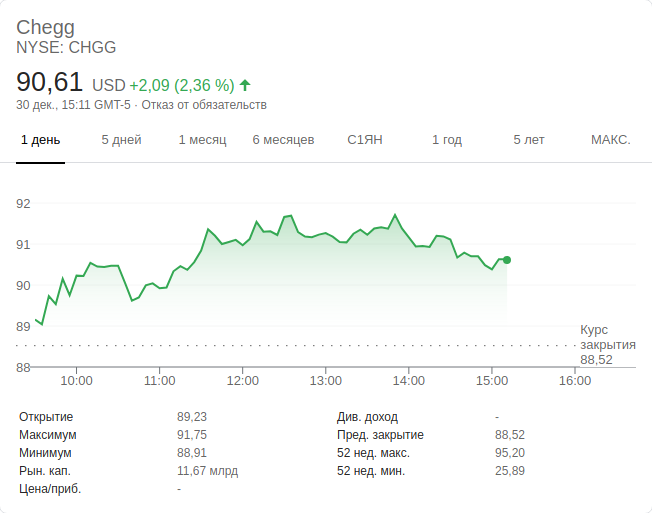 Chegg
NYSE: CHGG
90,61 USD +2,09 (2,36 %)
30 дек., 15:11 GMT-5 · Отказ от обязательств
1 день 5 дней 1 месяц 6 месяцев С1ЯН 1 год 5 лет МАКС.
92
91
90
89
Курс
закрытия
88,52
88
10:00 11:00 12:00 13:00 14:00 15:00 16:00
Открытие 89,23 Див. доход -
Максимум 91,75 Пред. закрытие 88,52
Минимум 88,91 52 нед. макс. 95,20
Рын. кап. 11,67 млрд 52 нед. мин. 25,89
Цена/приб. -